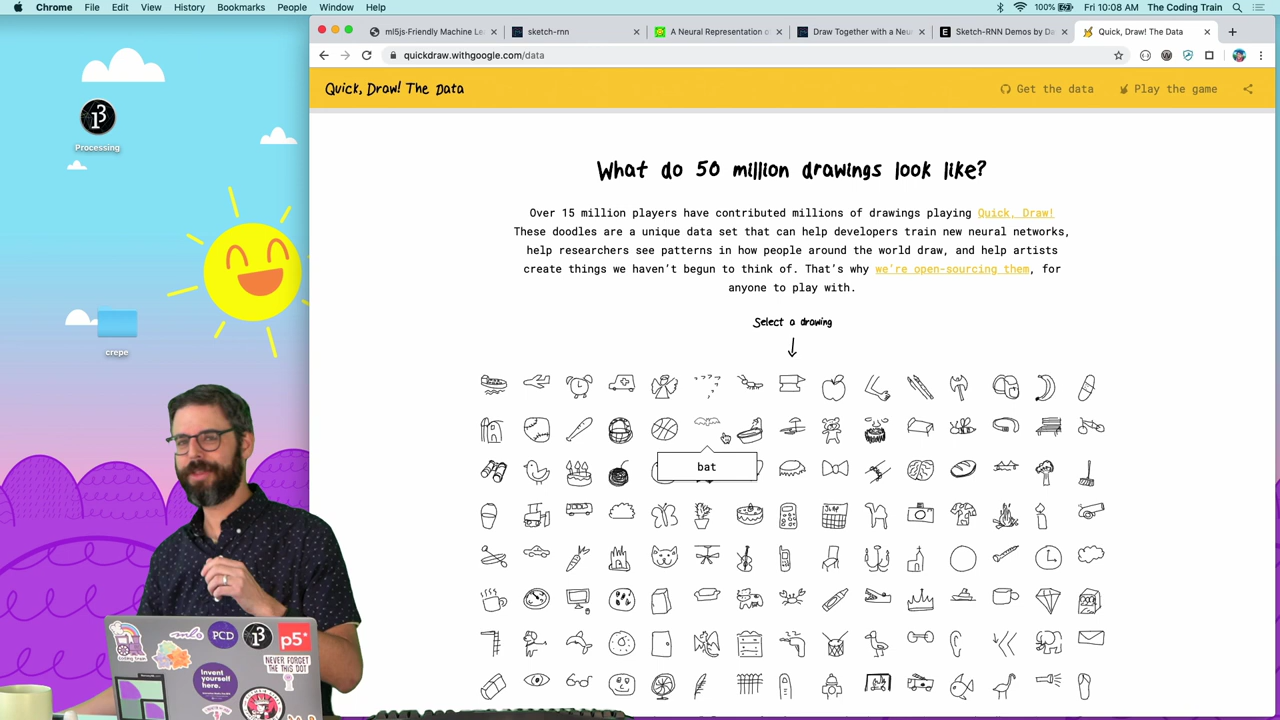 Chrome File Edit View History Bookmarks People Window Help
100% Fri 10:08 AM The Coding Train
ml5js·Friendly Machine Le
sketch-rnn
A Neural Representation o
Draw Together with a Neu
Sketch-RNN Demos by Da
Quick, Draw! The Data
quickdraw.withgoogle.com/data
Quick, Draw! The Data
Get the data
Play the game
What do 50 million drawings look like?
Over 15 million players have contributed millions of drawings playing Quick, Draw!
These doodles are a unique data set that can help developers train new neural networks,
help researchers see patterns in how people around the world draw, and help artists
create things we haven't begun to think of. That's why we're open-sourcing them, for
anyone to play with.
Select a drawing
bat
Processing
crepe
ml5
PCD
p5*
NEVER FORGET
THE THIS DOT
Invent
yourself
here.